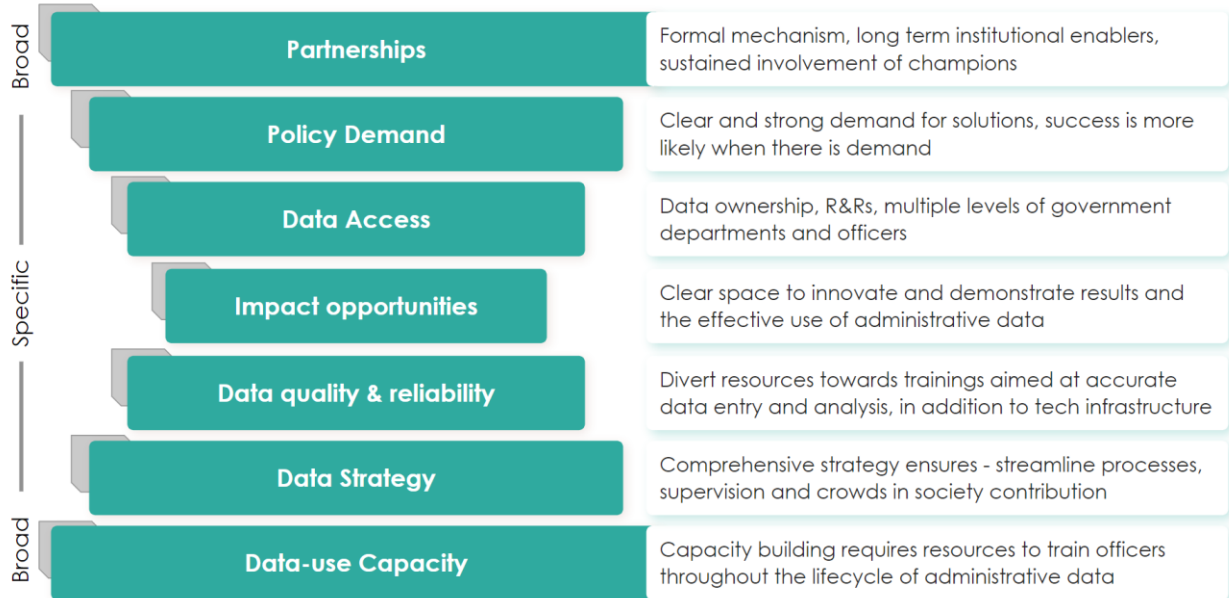 Broad
Partnerships
Formal mechanism, long term institutional enablers,
sustained involvement of champions
Policy Demand
Clear and strong demand for solutions, success is more
likely when there is demand
Data Access
Data ownership, R&Rs, multiple levels of government
departments and officers
Specific
Impact opportunities
Clear space to innovate and demonstrate results and
the effective use of administrative data
Data quality & reliability
Divert resources towards trainings aimed at accurate
data entry and analysis, in addition to tech infrastructure
Data Strategy
Comprehensive strategy ensures - streamline processes,
supervision and crowds in society contribution
Broad
Data-use Capacity
Capacity building requires resources to train officers
throughout the lifecycle of administrative data